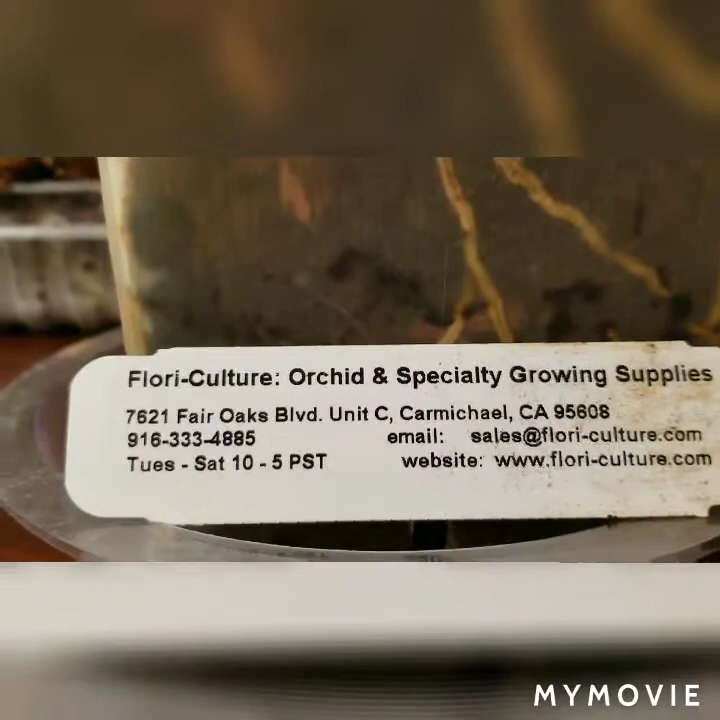 Flori-Culture: Orchid & Specialty Growing Supplies
7621 Fair Oaks Blvd. Unit C, Carmichael, CA 95608
916-333-4885 email: sales@flori-culture.com
Tues - Sat 10 - 5 PST website: www.flori-culture.com
MYMOVIE